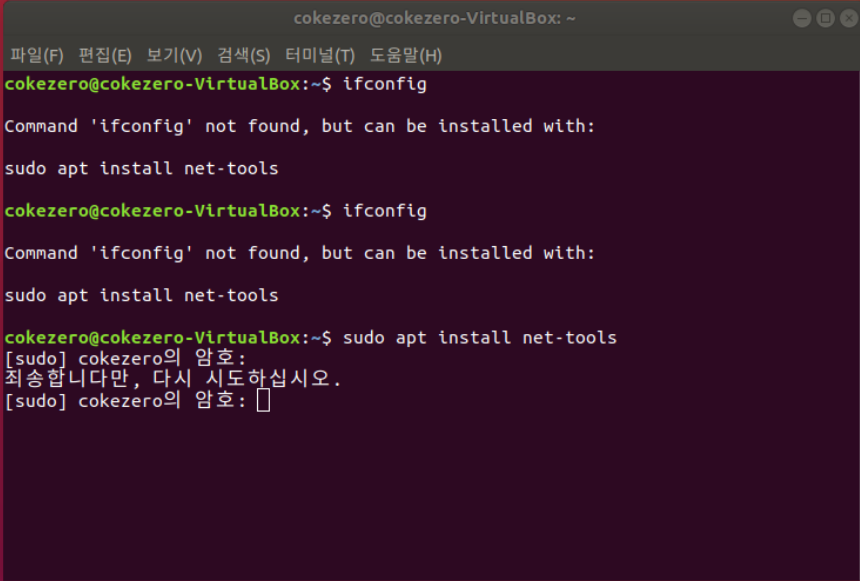 cokezero@cokezero-VirtualBox: ~
파일(F) 편집(E) 보기(V) 검색(S) 터미널(T) 도움말(H)
cokezero@cokezero-VirtualBox:~$ ifconfig
Command 'ifconfig' not found, but can be installed with:
sudo apt install net-tools
cokezero@cokezero-VirtualBox:~$ ifconfig
Command 'ifconfig' not found, but can be installed with:
sudo apt install net-tools
cokezero@cokezero-VirtualBox:~$ sudo apt install net-tools
[sudo] cokezero의 암호:
죄송합니다만, 다시 시도하십시오.
[sudo] cokezero의 암호: